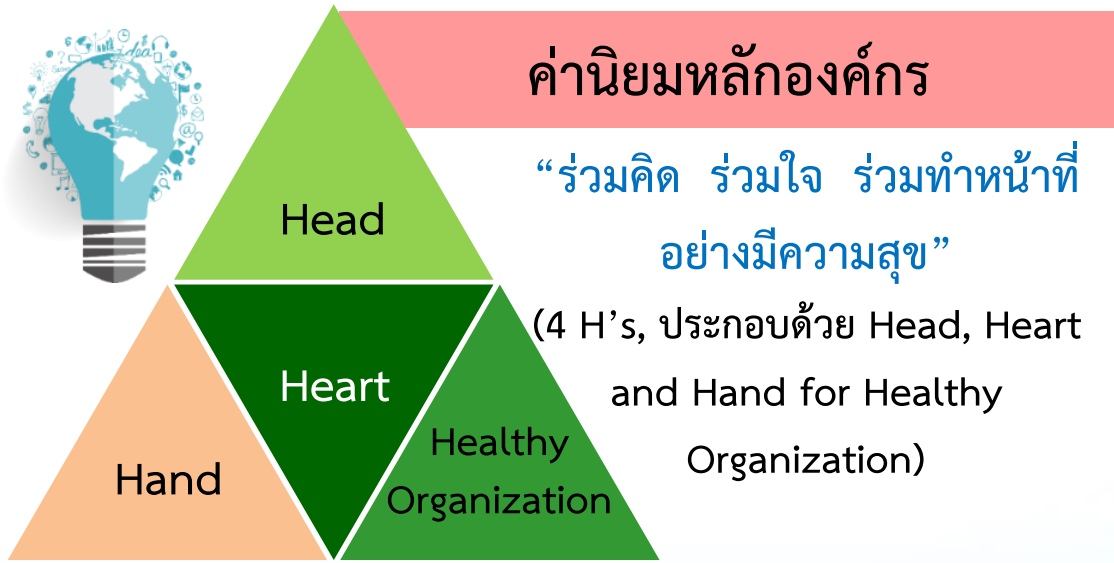 ค่านิยมหลักองค์กร
“ร่วมคิด ร่วมใจ ร่วมทำหน้าที่
อย่างมีความสุข”
(4 H’s, ประกอบด้วย Head, Heart
and Hand for Healthy
Organization)
Head
Heart
Hand
Healthy
Organization
idea